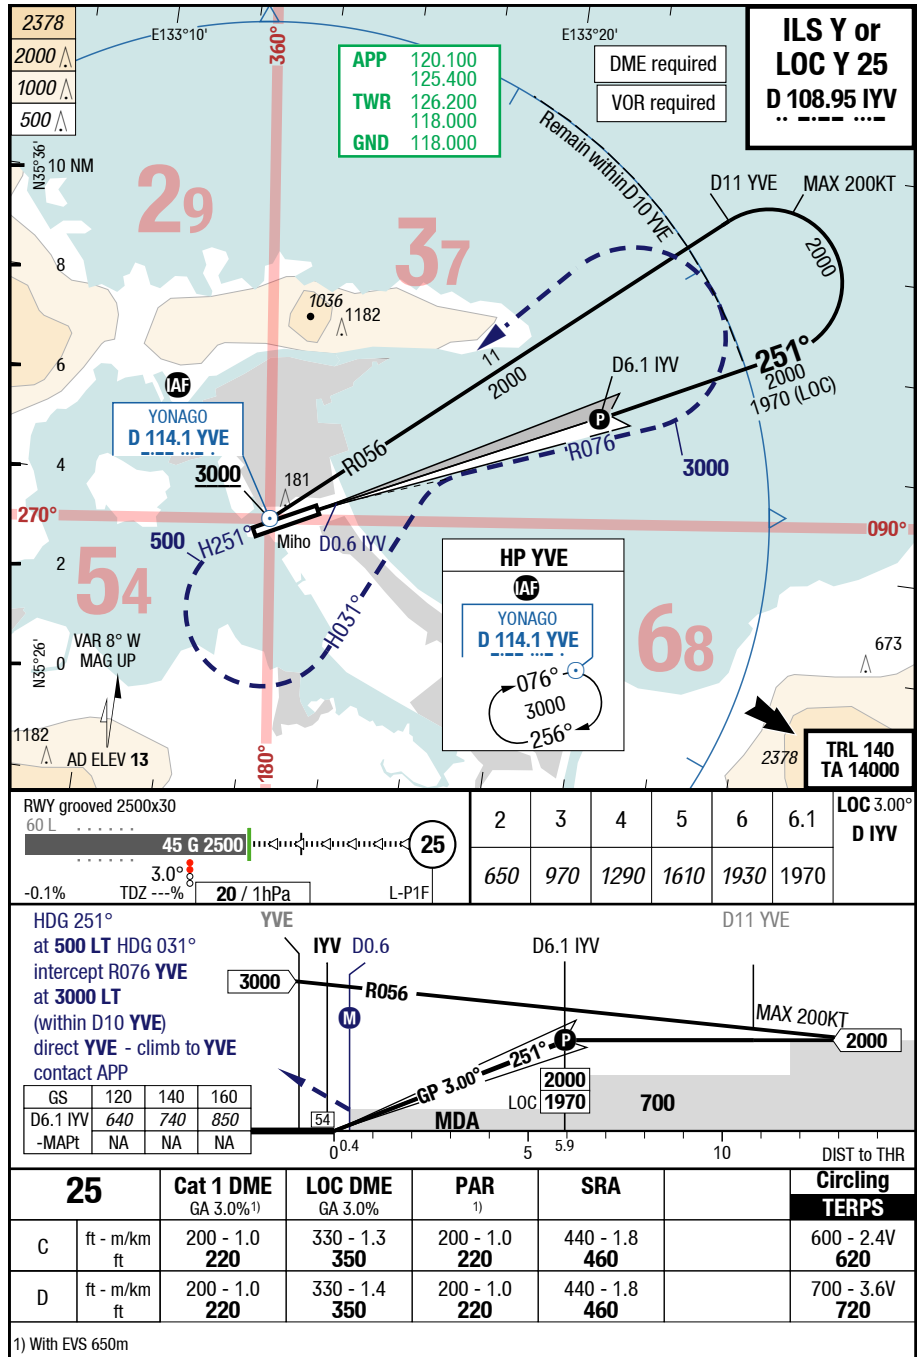 2378
2000
1000
500
E133°10'
360°
E133°20'
APP 120.100
125.400
TWR 126.200
118.000
GND 118.000
DME required
VOR required
ILS Y or
LOC Y 25
D 108.95 IYV
N35°36'
10 NM
29
37
Remain within D10 YVE
D11 YVE
MAX 200KT
2000
8
1036
1182
11
2000
251°
2000
1970 (LOC)
6
IAF
D6.1 IYV
P
YONAGO
D 114.1 YVE
R056
R076
3000
4
3000
181
270°
090°
500
H251°
Miho
D0.6 IYV
2
54
H031°
HP YVE
IAF
YONAGO
D 114.1 YVE
076°
3000
256°
68
VAR 8° W
MAG UP
N35°26'
0
673
1182
AD ELEV 13
180°
2378
TRL 140
TA 14000
RWY grooved 2500x30
60 L
45 G 2500
25
3.0°
-0.1%
TDZ ---%
20 / 1hPa
L-P1F
2 3 4 5 6 6.1 LOC 3.00°
D IYV
650 970 1290 1610 1930 1970
HDG 251°
at 500 LT HDG 031°
intercept R076 YVE
at 3000 LT
(within D10 YVE)
direct YVE - climb to YVE
contact APP
YVE
IYV
D0.6
D6.1 IYV
D11 YVE
3000
R056
MAX 200KT
2000
M
P
GP 3.00°
251°
2000
LOC 1970
700
MDA
54
GS 120 140 160
D6.1 IYV 640 740 850
-MAPt NA NA NA
0 0.4 5 5.9 10 DIST to THR
25 Cat 1 DME LOC DME PAR SRA Circling
GA 3.0%1) GA 3.0% 1) TERPS
C ft - m/km 200 - 1.0 330 - 1.3 200 - 1.0 440 - 1.8 600 - 2.4V
ft 220 350 220 460 620
D ft - m/km 200 - 1.0 330 - 1.4 200 - 1.0 440 - 1.8 700 - 3.6V
ft 220 350 220 460 720
1) With EVS 650m